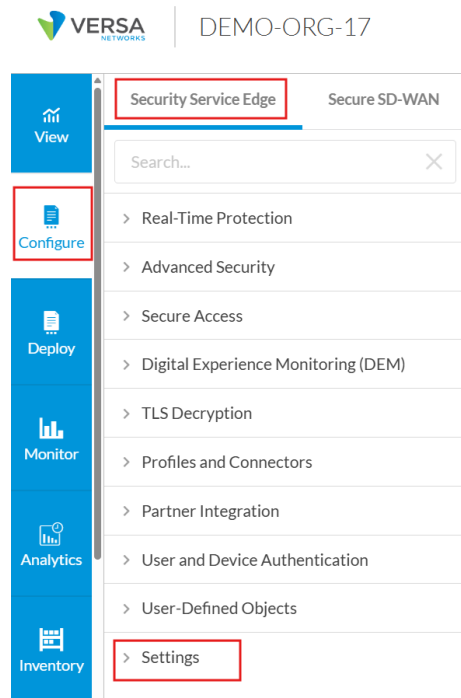 VERSA
NETWORKS
DEMO-ORG-17
View
Configure
Deploy
Monitor
Analytics
Inventory
Security Service Edge
Secure SD-WAN
Search...
Real-Time Protection
Advanced Security
Secure Access
Digital Experience Monitoring (DEM)
TLS Decryption
Profiles and Connectors
Partner Integration
User and Device Authentication
User-Defined Objects
Settings